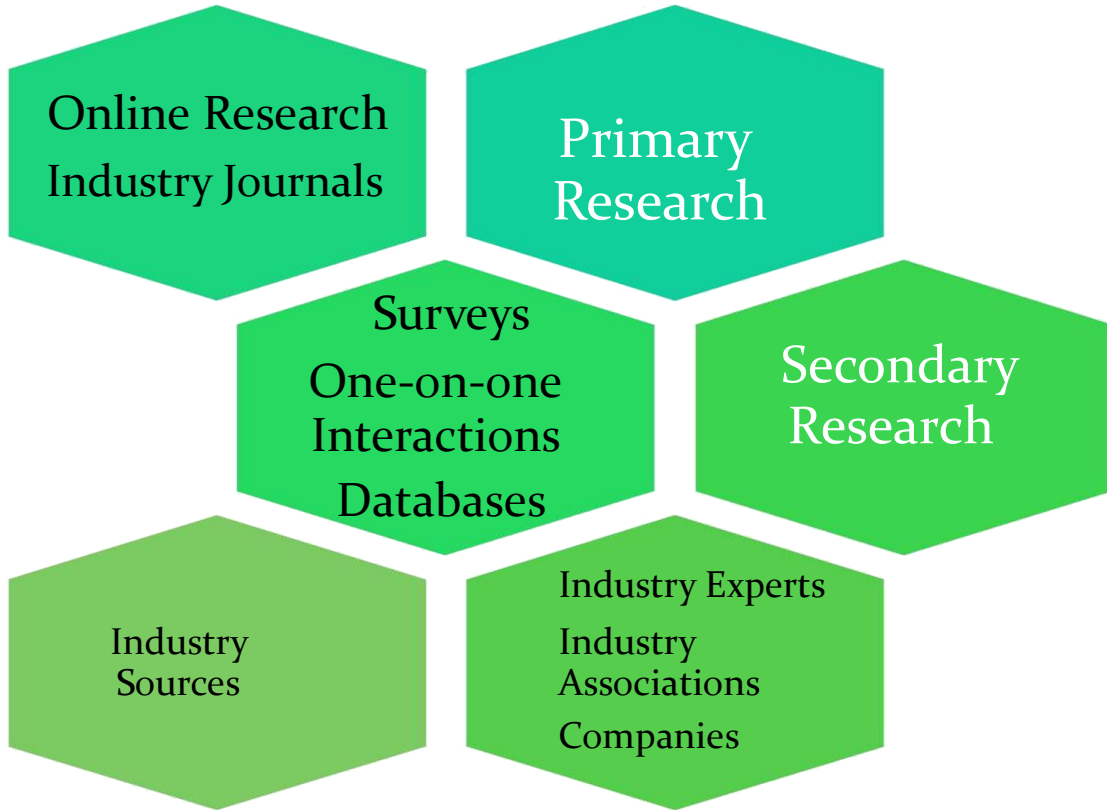 Online Research
Industry Journals
Primary
Research
Surveys
One-on-one
Interactions
Databases
Secondary
Research
Industry
Sources
Industry Experts
Industry
Associations
Companies